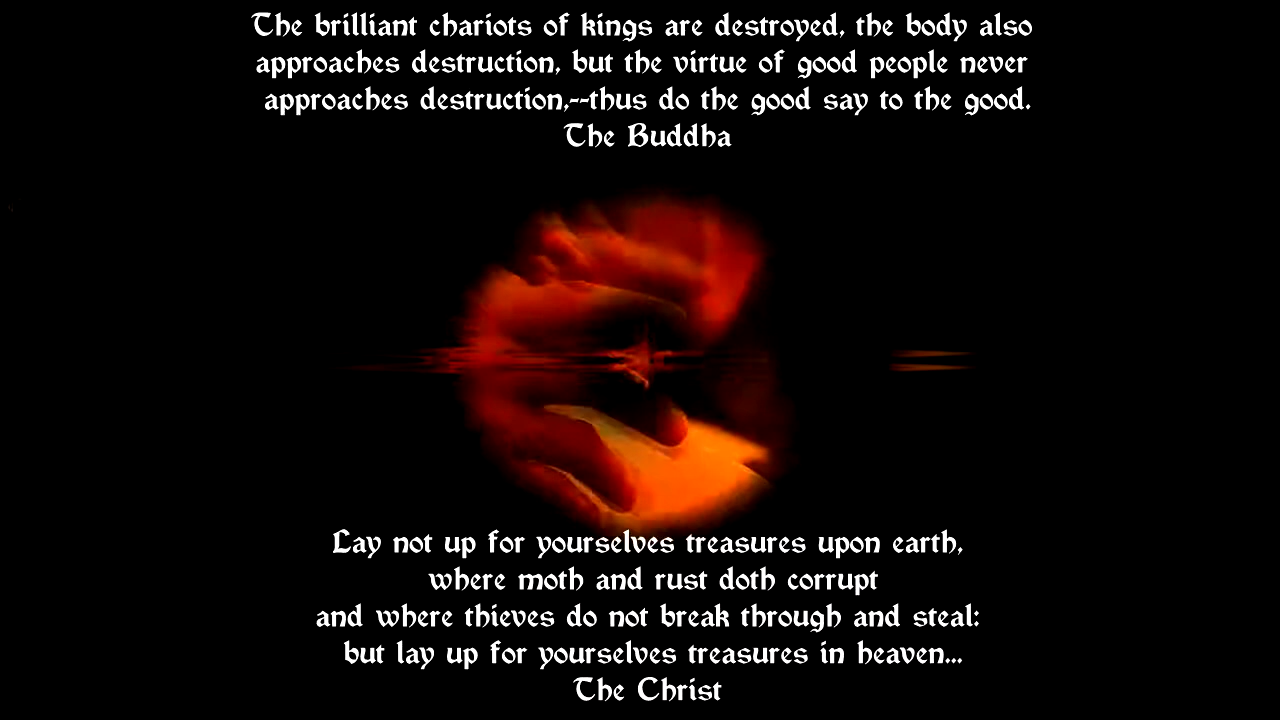 The brilliant chariots of kings are destroyed, the body also
approaches destruction, but the virtue of good people never
approaches destruction,--thus do the good say to the good.
The Buddha
Lay not up for yourselves treasures upon earth,
where moth and rust doth corrupt
and where thieves do not break through and steal:
but lay up for yourselves treasures in heaven...
The Christ